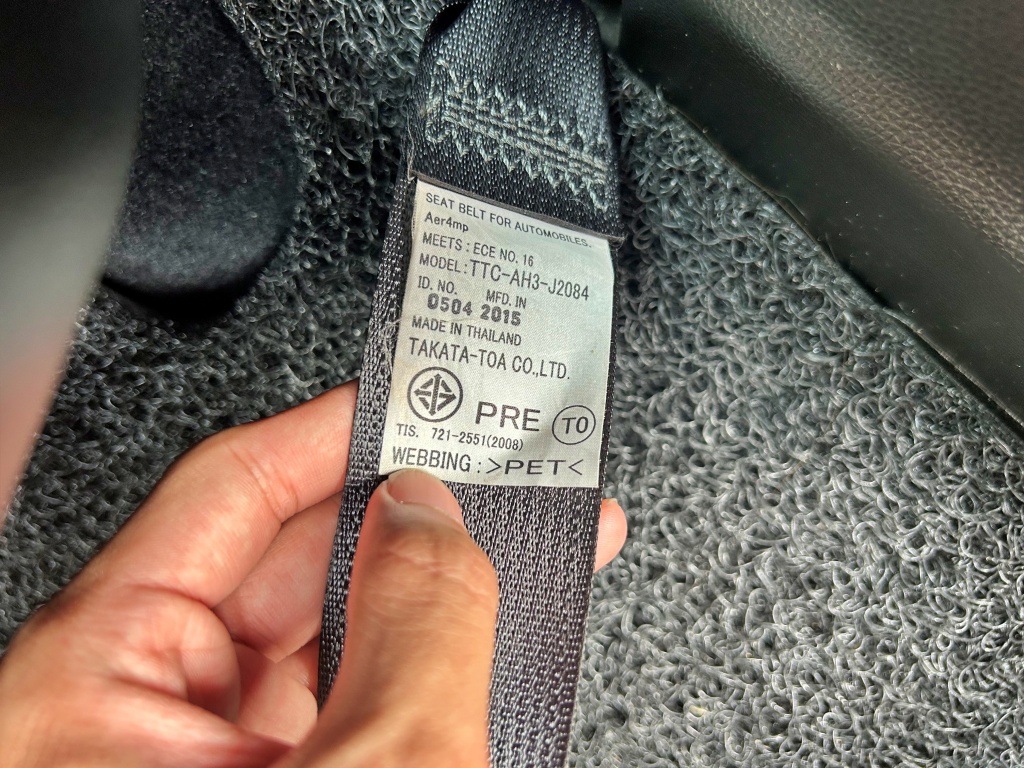 SEAT BELT FOR AUTOMOBILES.
Aer4mp
MEETS : ECE NO. 16
MODEL : TTC-AH3-J2084
ID. NO. MFD. IN
0504 2015
MADE IN THAILAND
TAKATA-TOA CO.,LTD.
PRE TO
TIS. 721-2551(2008)
WEBBING : >PET<